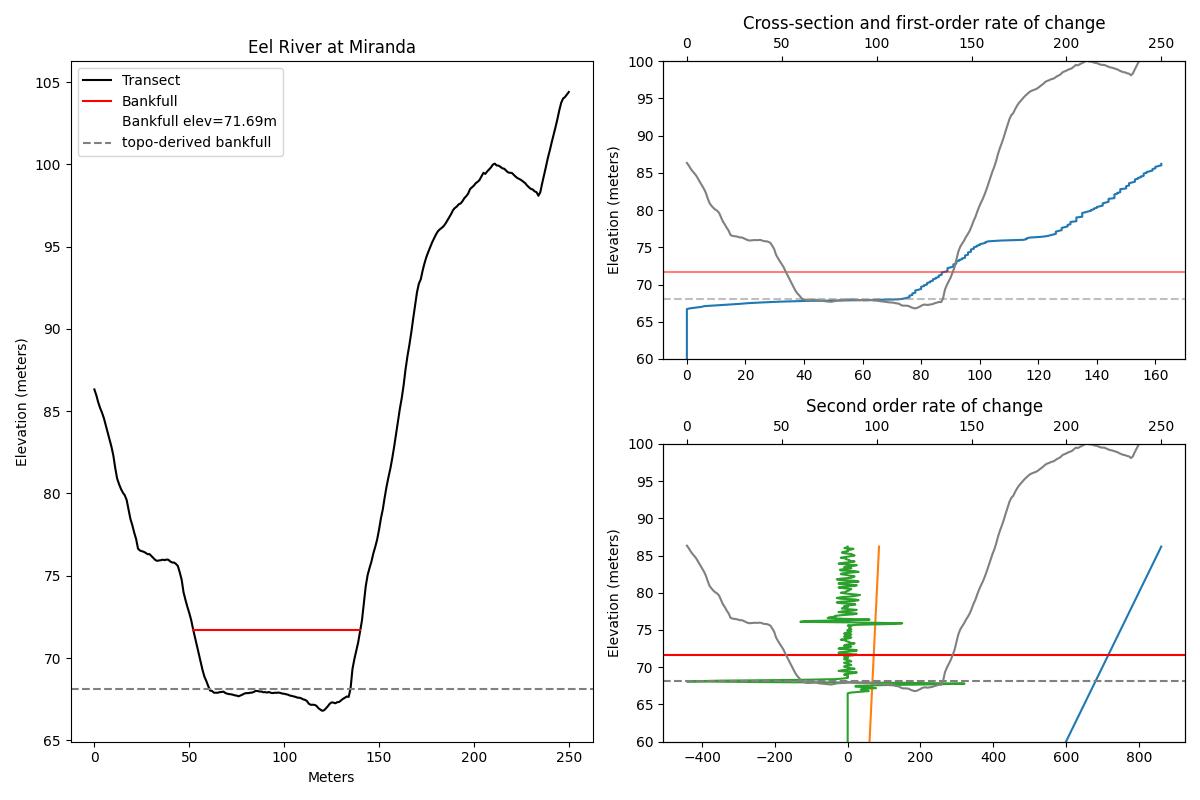 Eel River at Miranda
Transect
Bankfull
Bankfull elev=71.69m
topo-derived bankfull
Elevation (meters)
105
100
95
90
85
80
75
70
65
0 50 100 150 200 250
Meters
Cross-section and first-order rate of change
0 50 100 150 200 250
Elevation (meters)
100
95
90
85
80
75
70
65
60
0 20 40 60 80 100 120 140 160
Second order rate of change
0 50 100 150 200 250
Elevation (meters)
100
95
90
85
80
75
70
65
60
−400 −200 0 200 400 600 800